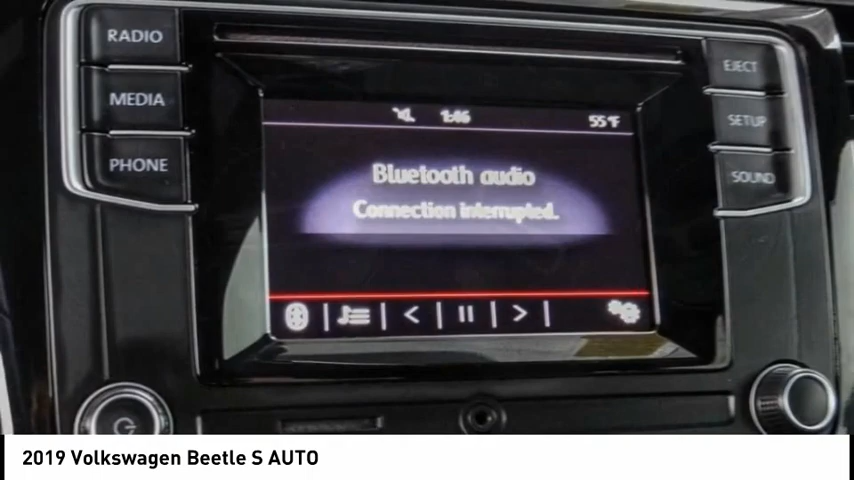 RADIO
MEDIA
PHONE
EJECT
SETUP
SOUND
1:46 55°F
Bluetooth audio
Connection interrupted.
2019 Volkswagen Beetle S AUTO